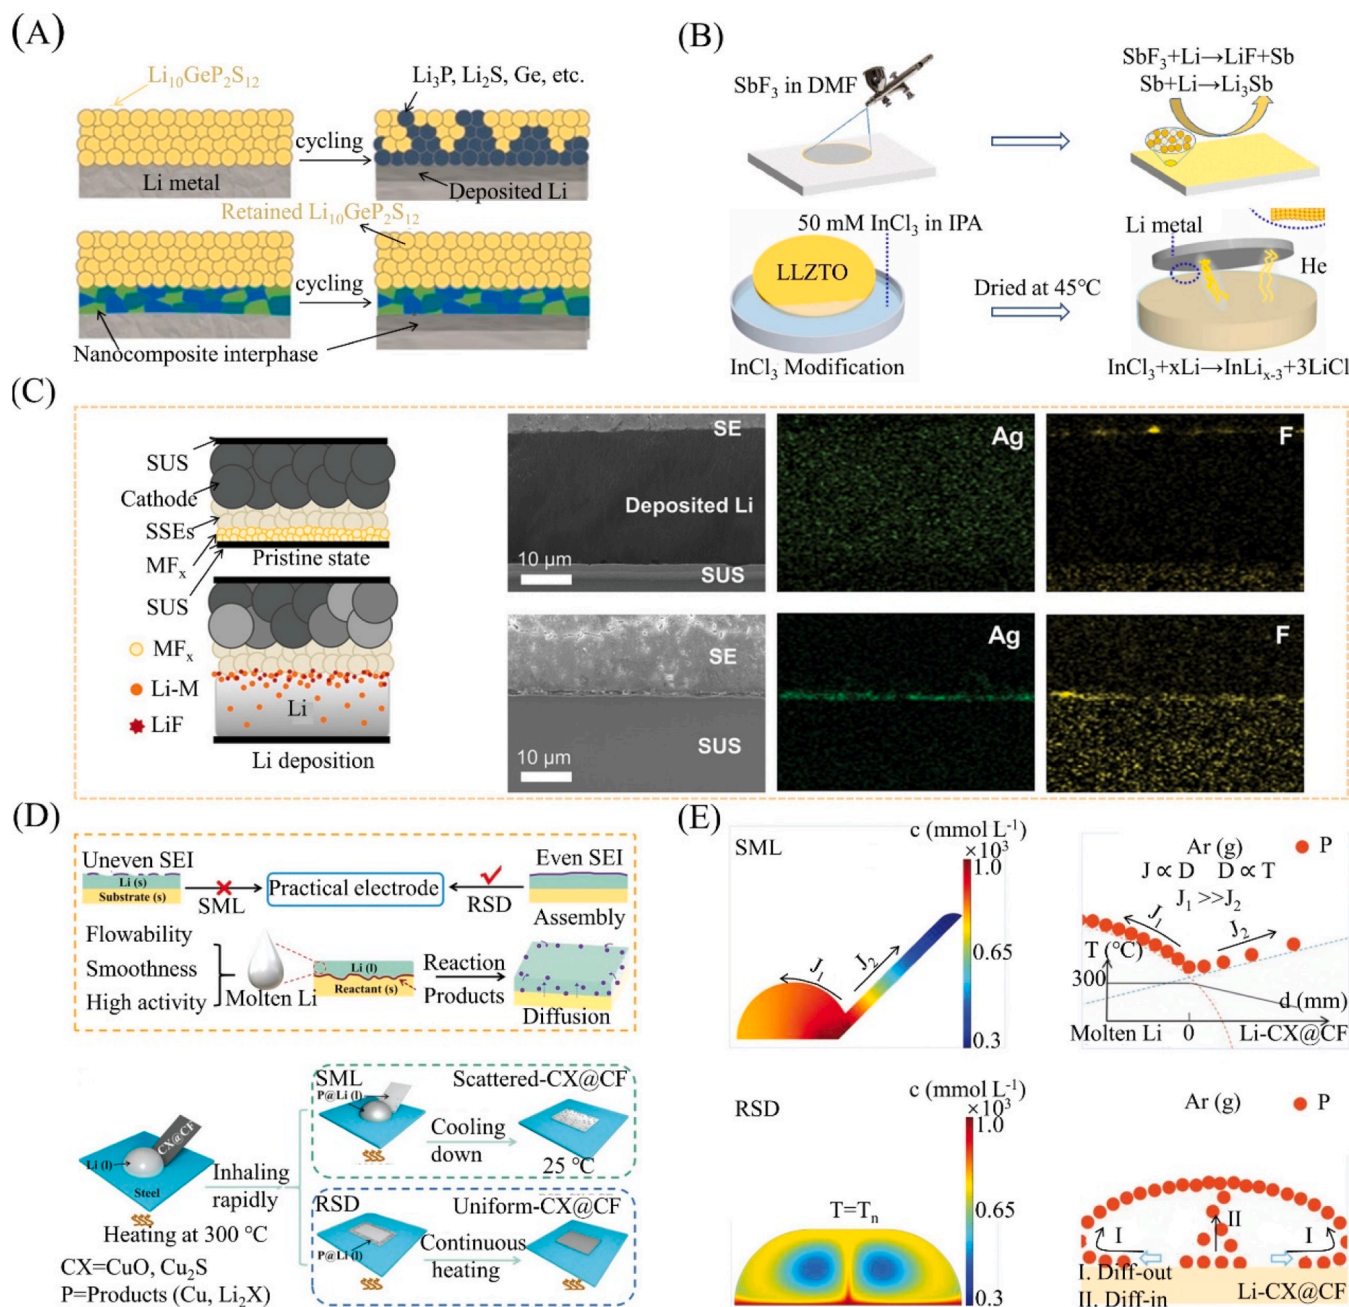 (A)
Li₁₀GeP₂S₁₂
Li₃P, Li₂S, Ge, etc.
cycling
Li metal
Deposited Li
Retained Li₁₀GeP₂S₁₂
cycling
Nanocomposite interphase
(B)
SbF₃ in DMF
SbF₃+Li→LiF+Sb
Sb+Li→Li₃Sb
50 mM InCl₃ in IPA
LLZTO
InCl₃ Modification
Dried at 45℃
Li metal
He
InCl₃+xLi→InLiₓ₋₃+3LiCl
(C)
SUS
Cathode
SSEs
MFₓ
SUS
Pristine state
MFₓ
Li-M
LiF
Li
Li deposition
SE
Deposited Li
10 μm
SUS
Ag
F
SE
SUS
10 μm
Ag
F
(D)
Uneven SEI
Li (s)
Substrate (s)
SML
Practical electrode
RSD
Even SEI
Assembly
Flowability
Smoothness
High activity
Molten Li
Li (l)
Reactant (s)
Reaction
Products
Diffusion
Li (l)
CX@CF
Steel
Heating at 300 ℃
Inhaling
rapidly
CX=CuO, Cu₂S
P=Products (Cu, Li₂X)
SML
P@Li (l)
Scattered-CX@CF
Cooling
down
25 ℃
RSD
P@Li (l)
Uniform-CX@CF
Continuous
heating
(E)
SML
c (mmol L⁻¹)
×10³
1.0
0.65
0.3
J₁
J₂
Ar (g)
P
J ∝ D D ∝ T
J₁ >>J₂
J₁
J₂
T (℃)
300
d (mm)
Molten Li
0
Li-CX@CF
RSD
c (mmol L⁻¹)
×10³
1.0
0.65
0.3
T=Tₙ
Ar (g)
P
I
II
I
I. Diff-out
II. Diff-in
Li-CX@CF